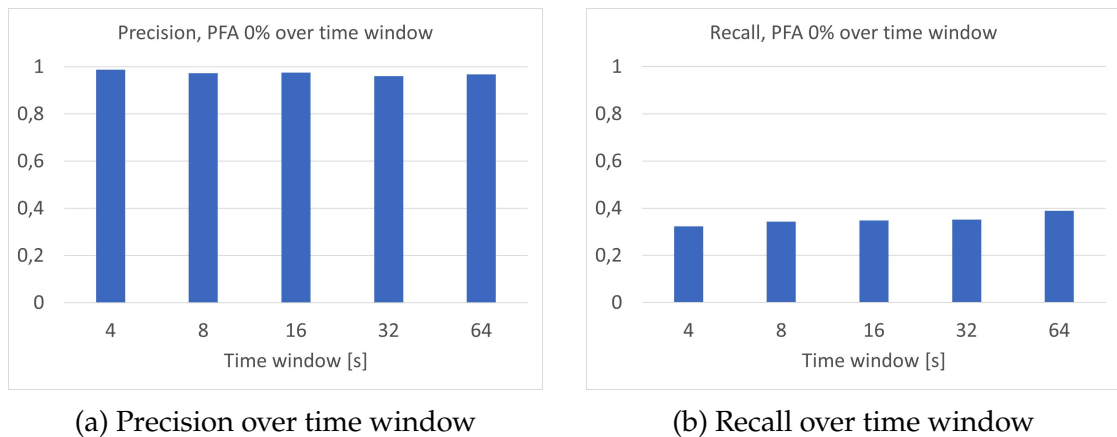 Precision, PFA 0% over time window
1
0,8
0,6
0,4
0,2
0
4 8 16 32 64
Time window [s]
(a) Precision over time window
Recall, PFA 0% over time window
1
0,8
0,6
0,4
0,2
0
4 8 16 32 64
Time window [s]
(b) Recall over time window